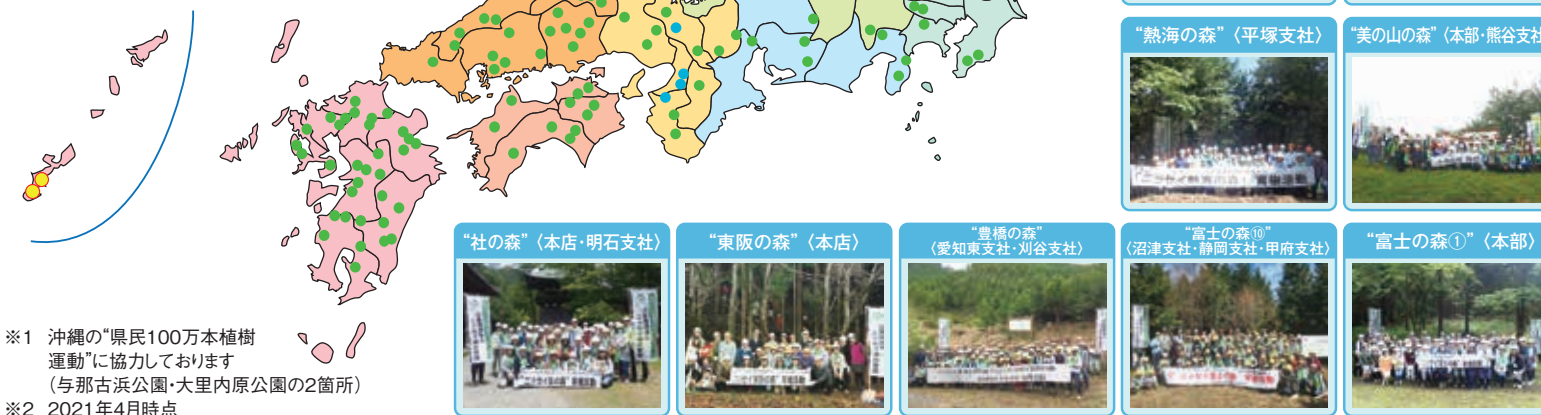 “熱海の森”〈平塚支社〉
“美の山の森”〈本部・熊谷支社
“社の森”〈本店・明石支社〉
“東阪の森”〈本店〉
“豊橋の森”
〈愛知東支社・刈谷支社〉
“富士の森⑩”
〈沼津支社・静岡支社・甲府支社〉
“富士の森①”〈本部〉
※1 沖縄の“県民100万本植樹
運動”に協力しております
（与那古浜公園・大里内原公園の2箇所）
※2 2021年4月時点